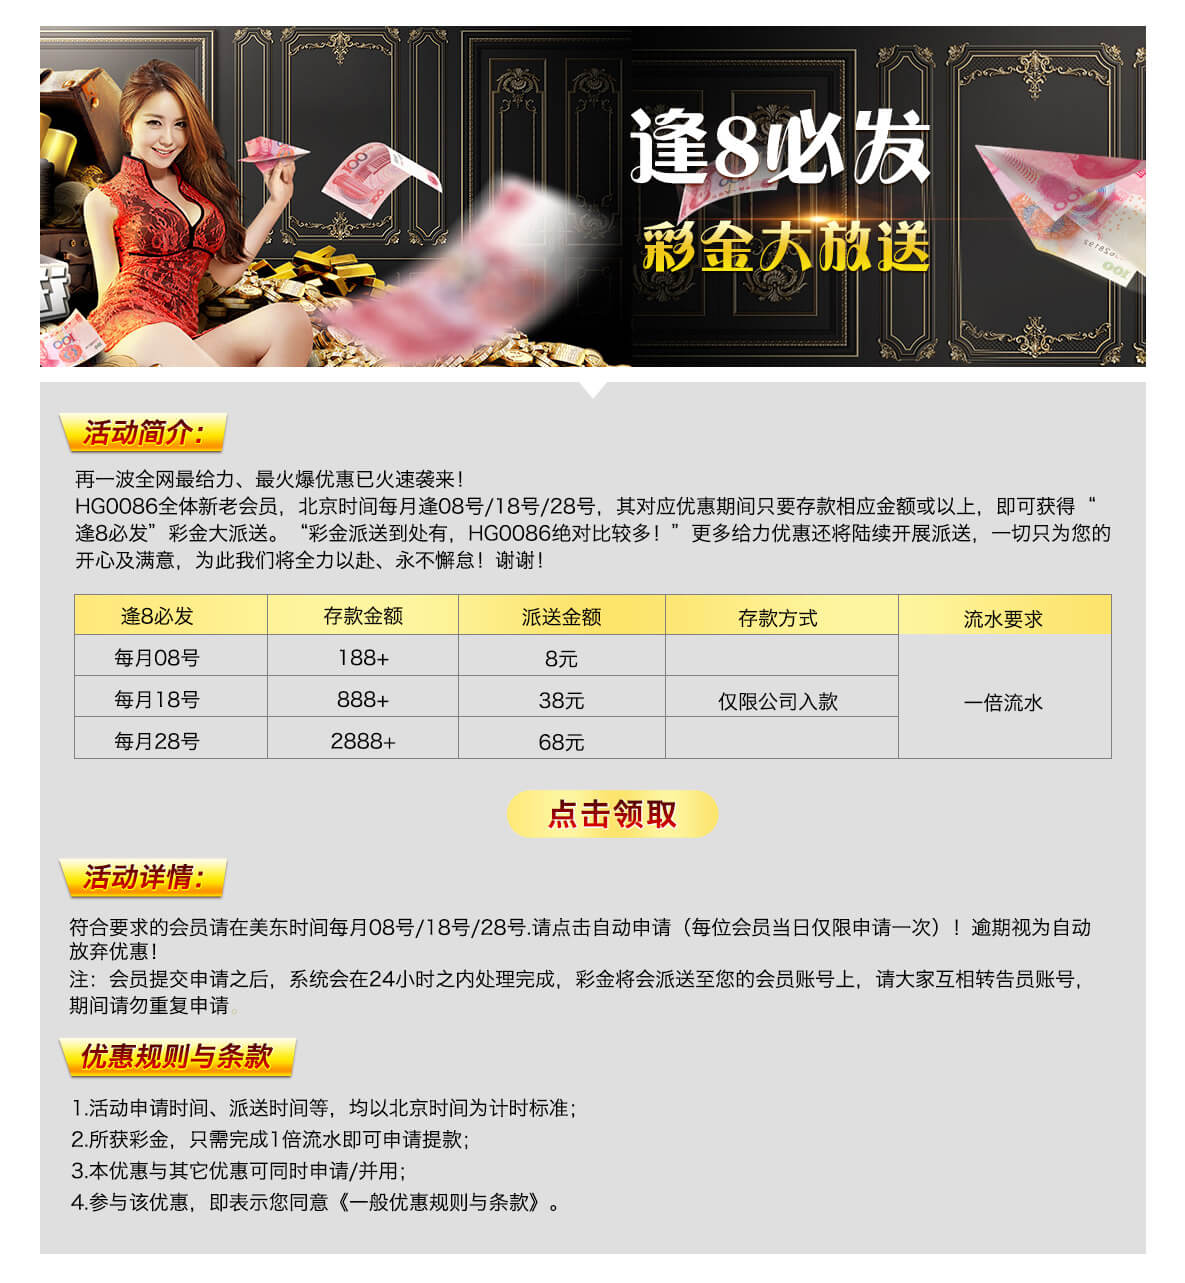 逢8必发
彩金大放送
活动简介：
再一波全网最给力、最火爆优惠已火速袭来！
HG0086全体新老会员，北京时间每月逢08号/18号/28号，其对应优惠期间只要存款相应金额或以上，即可获得“
逢8必发”彩金大派送。“彩金派送到处有，HG0086绝对比较多！”更多给力优惠还将陆续开展派送，一切只为您的
开心及满意，为此我们将全力以赴、永不懈怠！谢谢！
逢8必发 存款金额 派送金额 存款方式 流水要求
每月08号 188+ 8元
每月18号 888+ 38元 仅限公司入款 一倍流水
每月28号 2888+ 68元
点击领取
活动详情：
符合要求的会员请在美东时间每月08号/18号/28号.请点击自动申请（每位会员当日仅限申请一次）！逾期视为自动
放弃优惠！
注：会员提交申请之后，系统会在24小时之内处理完成，彩金将会派送至您的会员账号上，请大家互相转告员账号，
期间请勿重复申请。
优惠规则与条款
1.活动申请时间、派送时间等，均以北京时间为计时标准；
2.所获彩金，只需完成1倍流水即可申请提款；
3.本优惠与其它优惠可同时申请/并用；
4.参与该优惠，即表示您同意《一般优惠规则与条款》。